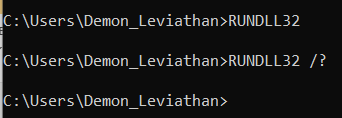 C:\Users\Demon_Leviathan>RUNDLL32
C:\Users\Demon_Leviathan>RUNDLL32 /?
C:\Users\Demon_Leviathan>